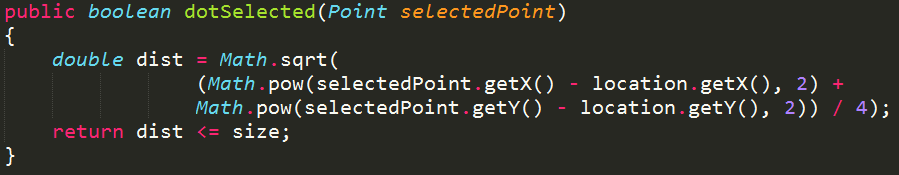 public boolean dotSelected(Point selectedPoint)
{
    double dist = Math.sqrt(
                (Math.pow(selectedPoint.getX() - location.getX(), 2) +
                Math.pow(selectedPoint.getY() - location.getY(), 2)) / 4);
    return dist <= size;
}